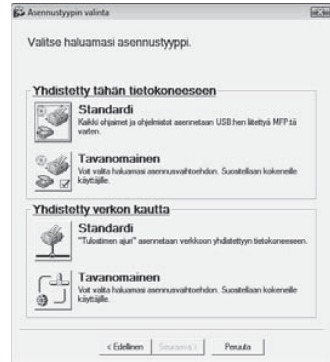 Asennustyypin valinta
Valitse haluamasi asennustyyppi.
Yhdistetty tähän tietokoneeseen
Standardi
Kaikki ohjaimet ja ohjelmistot asennetaan USB:hen liitettyä MFP:tä
varten.
Tavanomainen
Voit valita haluamasi asennusvaihtoehdon. Suositellaan kokeneille
käyttäjille.
Yhdistetty verkon kautta
Standardi
"Tulostimen ajuri" asennetaan verkkoon yhdistettyyn tietokoneeseen.
Tavanomainen
Voit valita haluamasi asennusvaihtoehdon. Suositellaan kokeneille
käyttäjille.
< Edellinen Seuraava > Peruuta